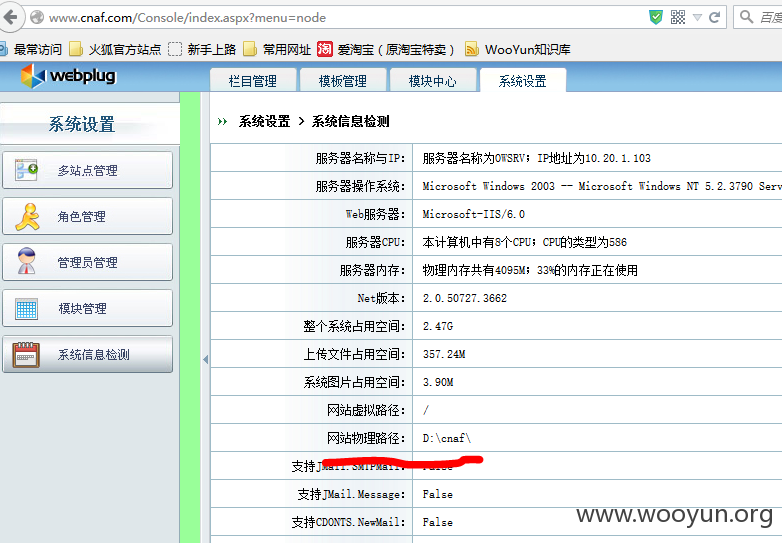 www.cnaf.com/Console/index.aspx?menu=node
百度
最常访问 火狐官方站点 新手上路 常用网址 淘 爱淘宝（原淘宝特卖） WooYun知识库
webplug
栏目管理 模板管理 模块中心 系统设置
系统设置
系统设置 > 系统信息检测
多站点管理
角色管理
管理员管理
模块管理
系统信息检测
服务器名称与IP： 服务器名称为OWSRV；IP地址为10.20.1.103
服务器操作系统： Microsoft Windows 2003 -- Microsoft Windows NT 5.2.3790 Serv
Web服务器： Microsoft-IIS/6.0
服务器CPU： 本计算机中有8个CPU；CPU的类型为586
服务器内存： 物理内存共有4095M；33%的内存正在使用
Net版本： 2.0.50727.3662
整个系统占用空间： 2.47G
上传文件占用空间： 357.24M
系统图片占用空间： 3.90M
网站虚拟路径： /
网站物理路径： D:\cnaf\
支持JMail.SMTPMail： False
支持JMail.Message： False
支持CDONTS.NewMail： False
www.wooyun.org